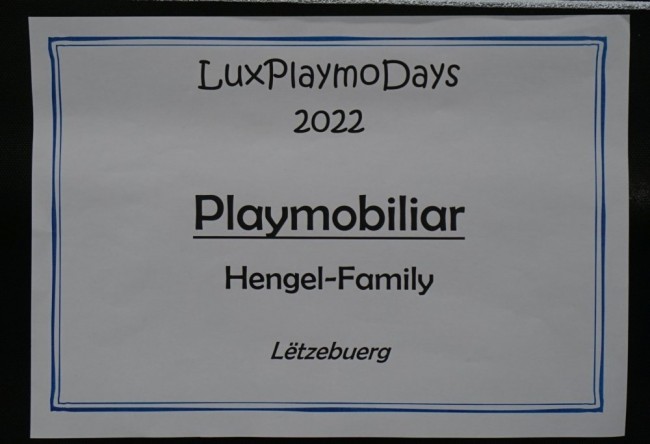 LuxPlaymoDays
2022
Playmobiliar
Hengel-Family
Lëtzebuerg